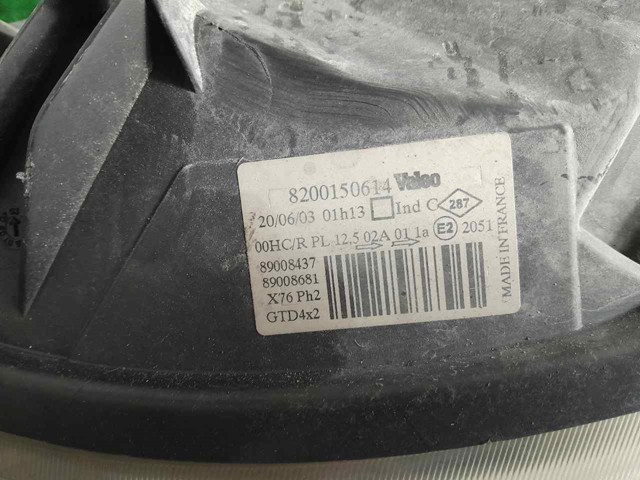 8200150614 Valeo
20/06/03 01h13 Ind C 287
00HC/R PL 12,5 02A 01 1a E2 2051
89008437
89008681
X76 Ph2
GTD4x2
MADE IN FRANCE